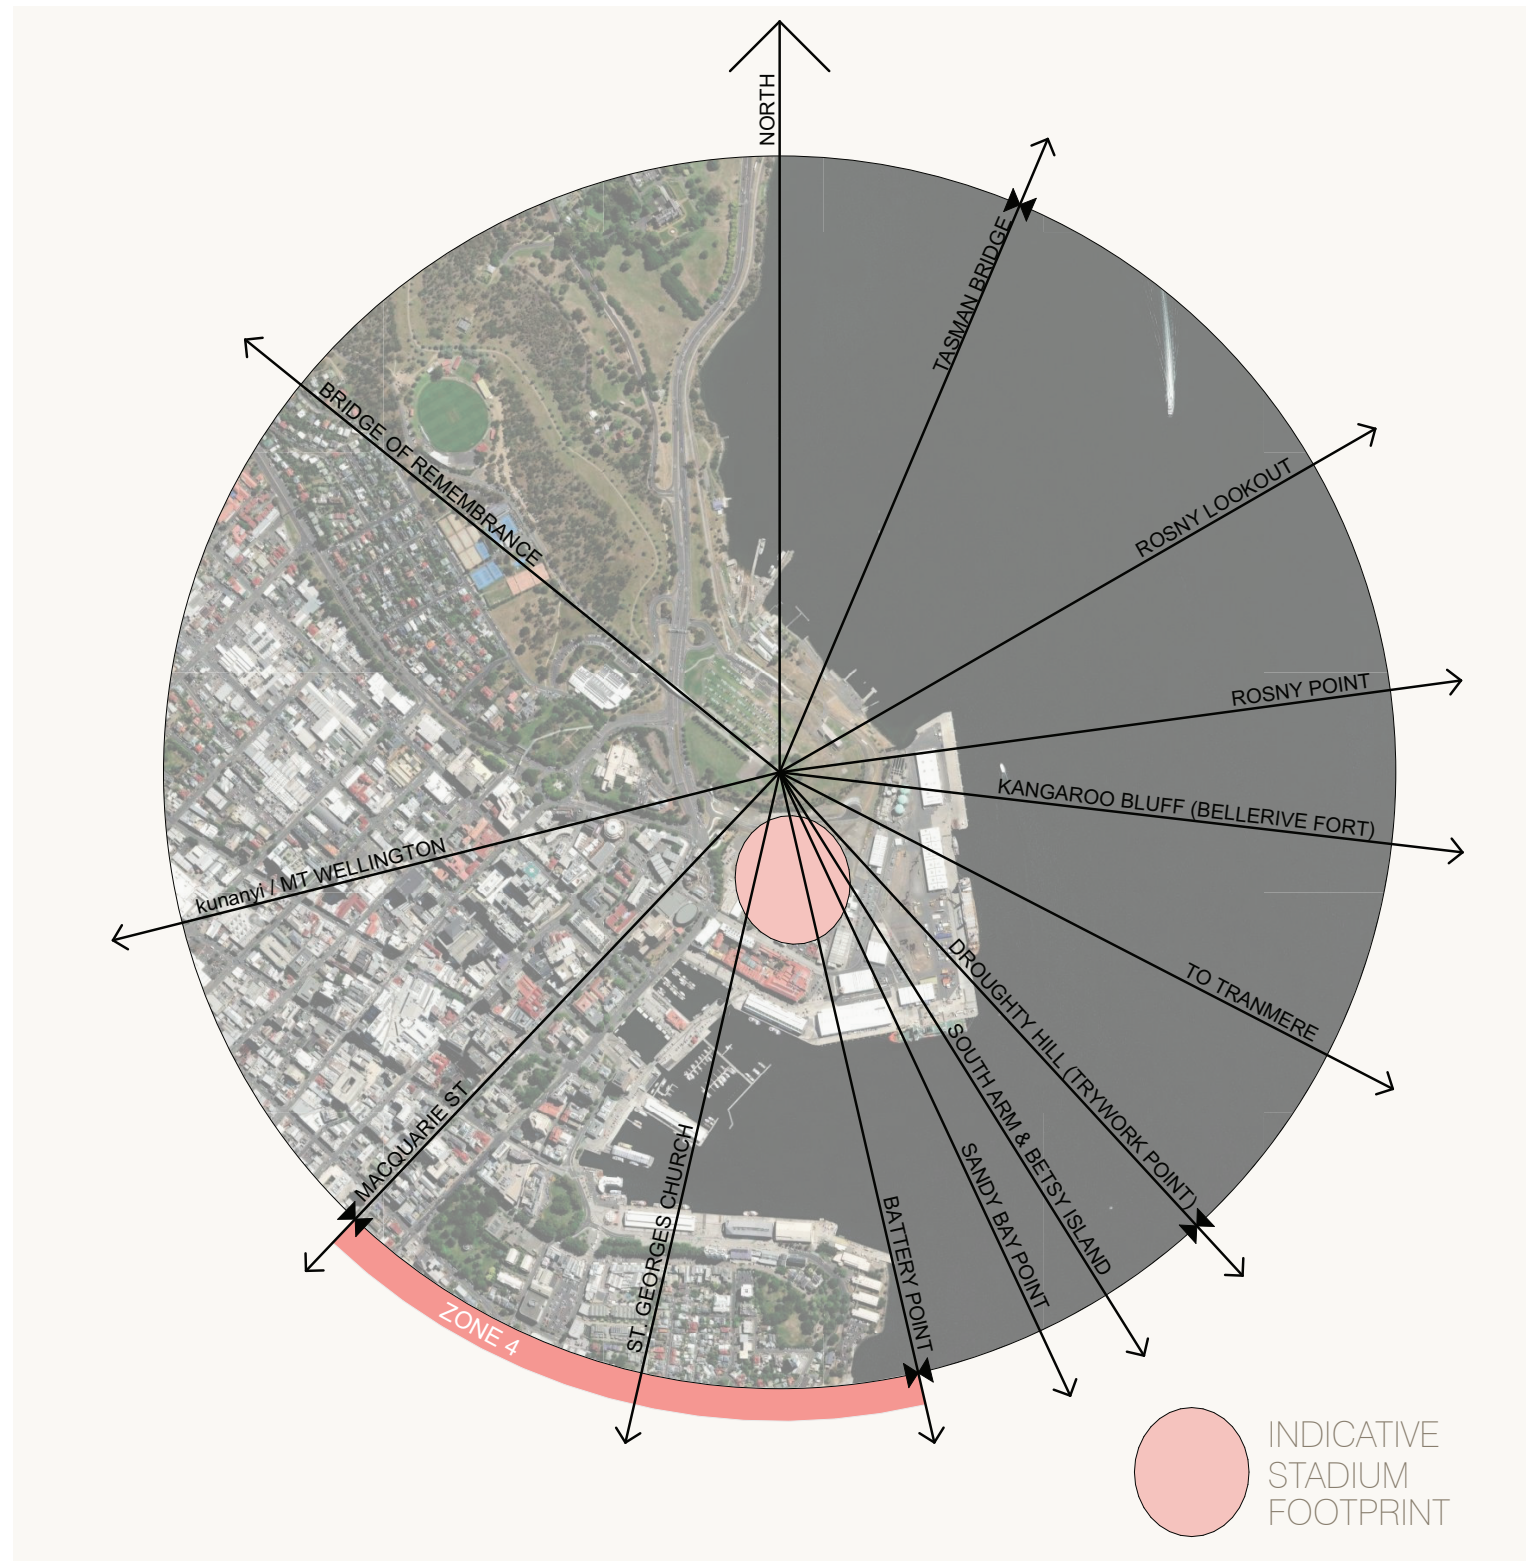 NORTH
TASMAN BRIDGE
ROSNY LOOKOUT
ROSNY POINT
KANGAROO BLUFF (BELLERIVE FORT)
TO TRANMERE
DROUGHTY HILL (TRYWORK POINT)
SOUTH ARM & BETSY ISLAND
SANDY BAY POINT
BATTERY POINT
ST. GEORGES CHURCH
MACQUARIE ST
kunanyi / MT WELLINGTON
BRIDGE OF REMEMBRANCE
ZONE 4
INDICATIVE
STADIUM
FOOTPRINT